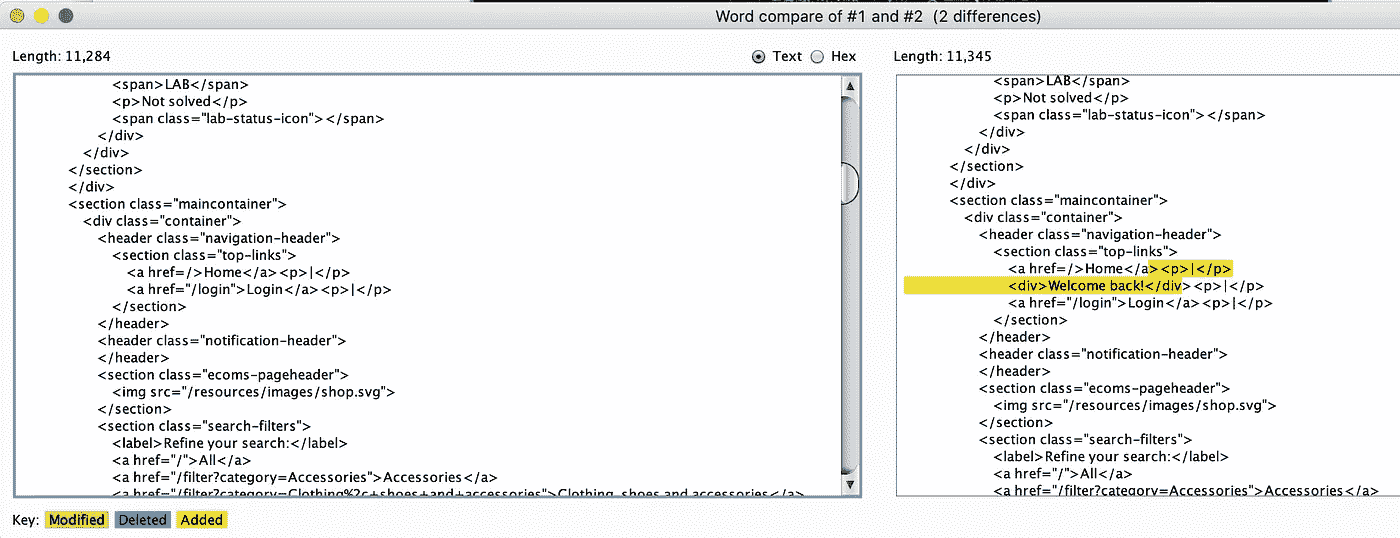 Word compare of #1 and #2 (2 differences)
Length: 11,284
Text
Hex
Length: 11,345
<span>LAB</span>
<p>Not solved</p>
<span class="lab-status-icon"></span>
</div>
</div>
</section>
</div>
<section class="maincontainer">
<div class="container">
<header class="navigation-header">
<section class="top-links">
<a href=/>Home</a><p>|</p>
<a href="/login">Login</a><p>|</p>
</section>
</header>
<header class="notification-header">
</header>
<section class="ecoms-pageheader">
<img src="/resources/images/shop.svg">
</section>
<section class="search-filters">
<label>Refine your search:</label>
<a href="/">All</a>
<a href="/filter?category=Accessories">Accessories</a>
<a href="/filter?category=Clothing%2c+shoes+and+accessories">Clothing, shoes and accessories</a>
<span>LAB</span>
<p>Not solved</p>
<span class="lab-status-icon"></span>
</div>
</div>
</section>
</div>
<section class="maincontainer">
<div class="container">
<header class="navigation-header">
<section class="top-links">
<a href=/>Home</a><p>|</p>
<div>Welcome back!</div><p>|</p>
<a href="/login">Login</a><p>|</p>
</section>
</header>
<header class="notification-header">
</header>
<section class="ecoms-pageheader">
<img src="/resources/images/shop.svg">
</section>
<section class="search-filters">
<label>Refine your search:</label>
<a href="/">All</a>
<a href="/filter?category=Accessories">Accessories</a>
Key: Modified Deleted Added